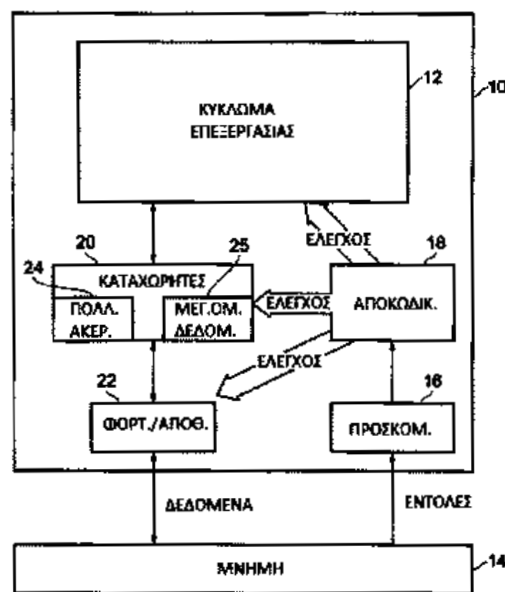 12
10
ΚΥΚΛΩΜΑ
ΕΠΕΞΕΡΓΑΣΙΑΣ
ΕΛΕΓΧΟΣ
20
25
18
24
ΚΑΤΑΧΩΡΗΤΕΣ
ΠΟΛΛ.
ΑΚΕΡ.
ΜΕΓ.ΟΜ.
ΔΕΔΟΜ.
ΕΛΕΓΧΟΣ
ΑΠΟΚΩΔΙΚ.
ΕΛΕΓΧΟΣ
22
16
ΦΟΡΤ./ΑΠΟΘ.
ΠΡΟΣΚΟΜ.
ΔΕΔΟΜΕΝΑ
ΕΝΤΟΛΕΣ
ΜΝΗΜΗ
14